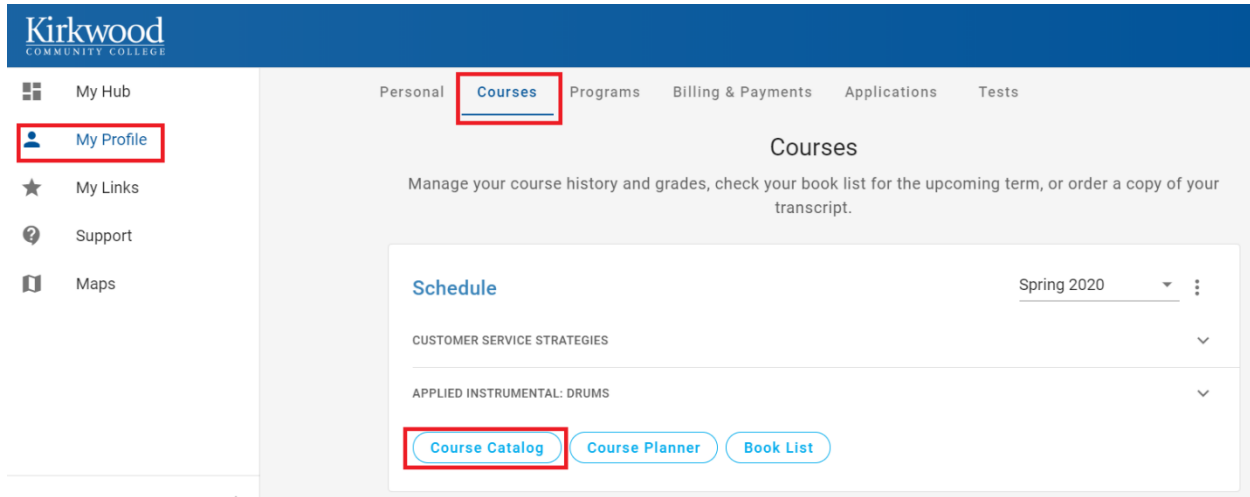 Kirkwood
COMMUNITY COLLEGE
My Hub
My Profile
My Links
Support
Maps
Personal Courses Programs Billing & Payments Applications Tests
Courses
Manage your course history and grades, check your book list for the upcoming term, or order a copy of your
transcript.
Schedule Spring 2020
CUSTOMER SERVICE STRATEGIES
APPLIED INSTRUMENTAL: DRUMS
Course Catalog Course Planner Book List